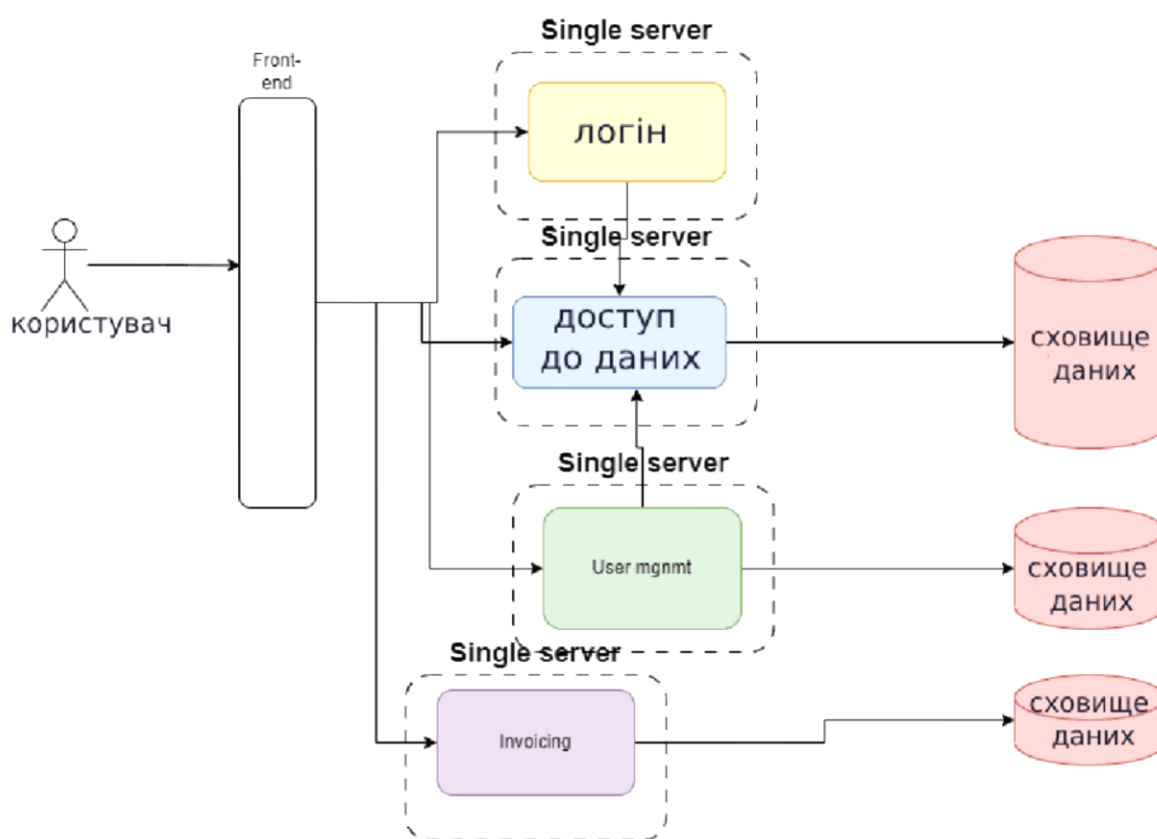 Single server
Front-
end
логін
Single server
користувач
доступ
до даних
сховище
даних
Single server
User mgnmt
сховище
даних
Single server
Invoicing
сховище
даних